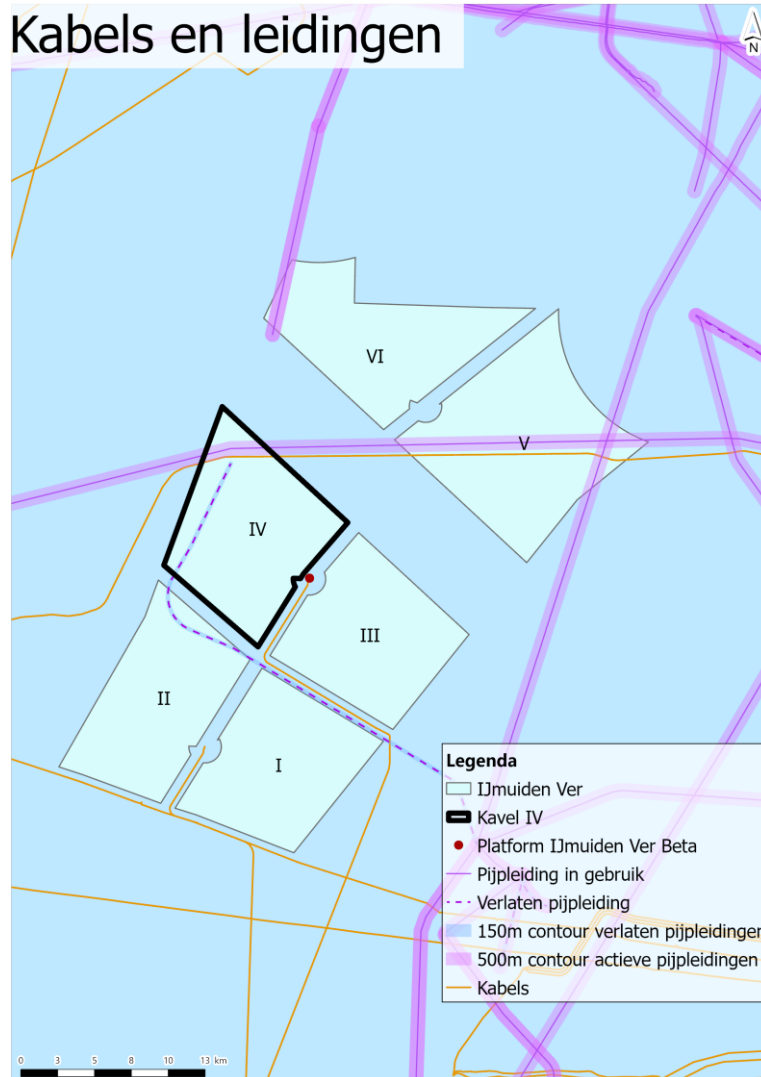 Kabels en leidingen
N
VI
V
IV
III
II
I
Legenda
IJmuiden Ver
Kavel IV
Platform IJmuiden Ver Beta
Pijpleiding in gebruik
Verlaten pijpleiding
150m contour verlaten pijpleidingen
500m contour actieve pijpleidingen
Kabels
0 3 5 8 10 13 km